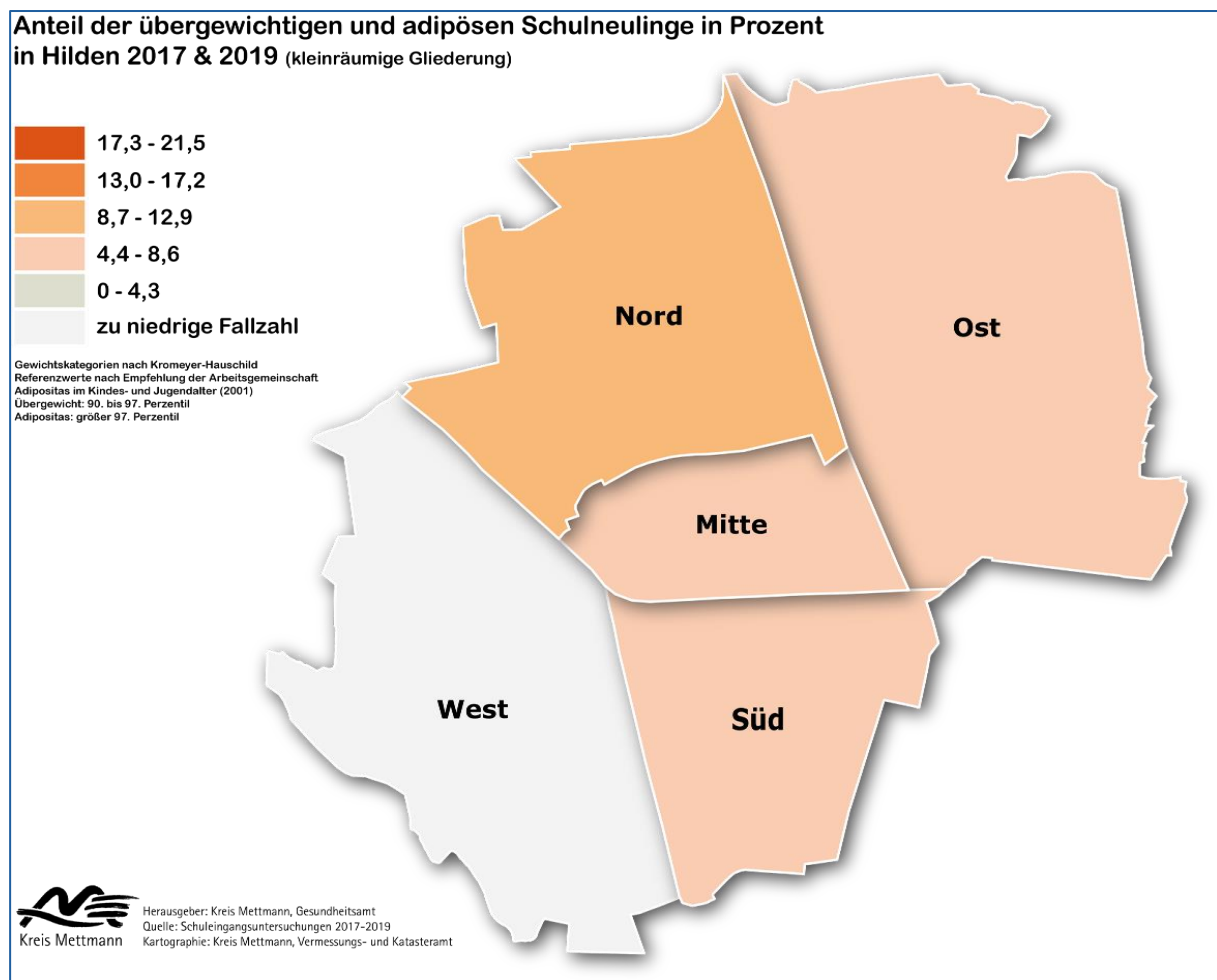 Anteil der übergewichtigen und adipösen Schulneulinge in Prozent
in Hilden 2017 & 2019 (kleinräumige Gliederung)
17,3 - 21,5
13,0 - 17,2
8,7 - 12,9
4,4 - 8,6
0 - 4,3
zu niedrige Fallzahl
Gewichtskategorien nach Kromeyer-Hauschild
Referenzwerte nach Empfehlung der Arbeitsgemeinschaft
Adipositas im Kindes- und Jugendalter (2001)
Übergewicht: 90. bis 97. Perzentil
Adipositas: größer 97. Perzentil
Nord
Ost
Mitte
West
Süd
Kreis Mettmann
Herausgeber: Kreis Mettmann, Gesundheitsamt
Quelle: Schuleingangsuntersuchungen 2017-2019
Kartographie: Kreis Mettmann, Vermessungs- und Katasteramt